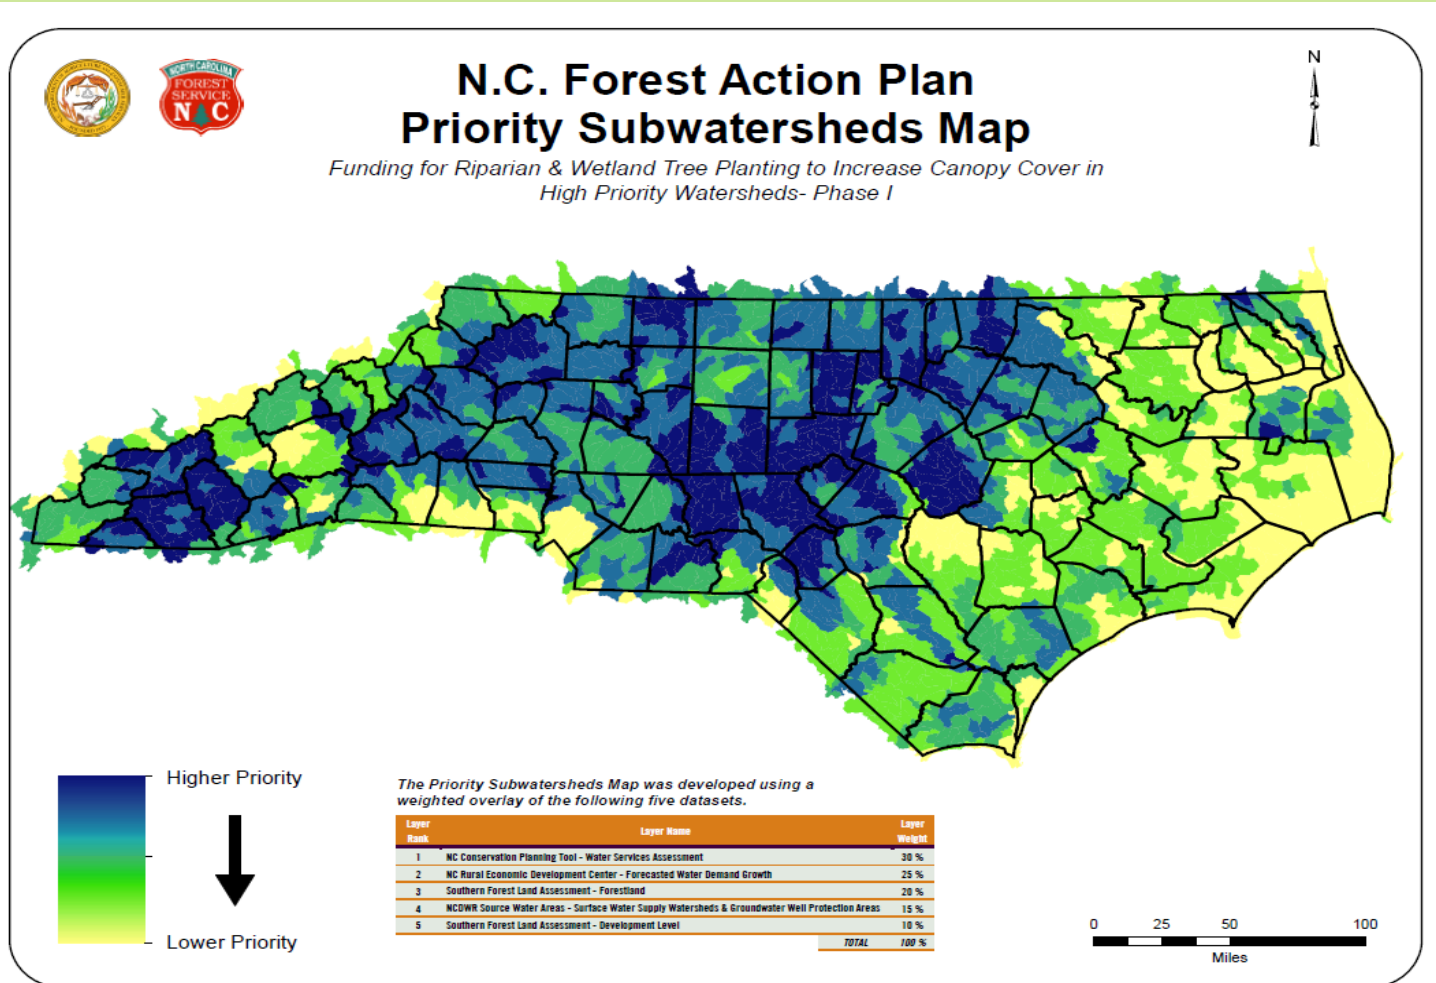 NORTH CAROLINA
FOREST
SERVICE
N C
N.C. Forest Action Plan
Priority Subwatersheds Map
Funding for Riparian & Wetland Tree Planting to Increase Canopy Cover in
High Priority Watersheds- Phase I
N
Higher Priority
Lower Priority
The Priority Subwatersheds Map was developed using a
weighted overlay of the following five datasets.
Layer Rank Layer Name Layer Weight
1 NC Conservation Planning Tool - Water Services Assessment 30 %
2 NC Rural Economic Development Center - Forecasted Water Demand Growth 25 %
3 Southern Forest Land Assessment - Forestland 20 %
4 NCDWR Source Water Areas - Surface Water Supply Watersheds & Groundwater Well Protection Areas 15 %
5 Southern Forest Land Assessment - Development Level 10 %
TOTAL 100 %
0 25 50 100
Miles